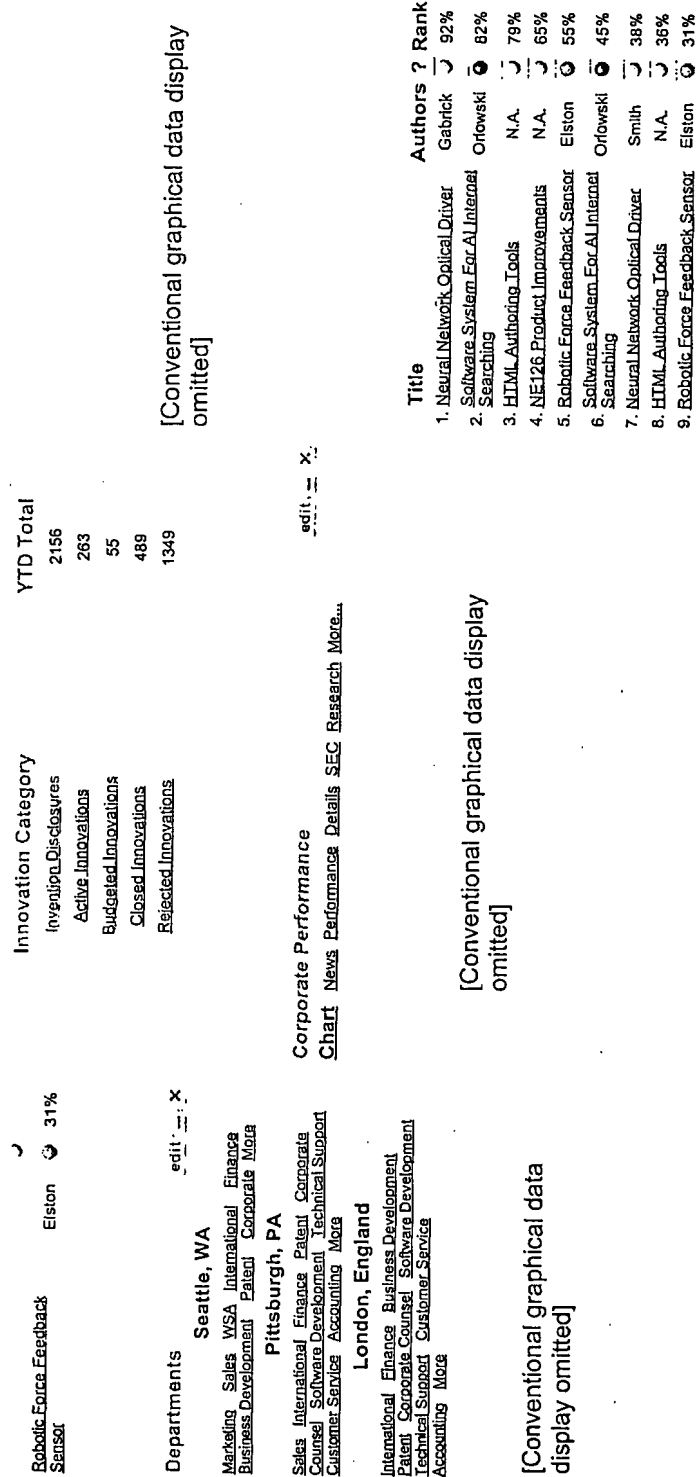 Robotic Force Feedback
Sensor
Elston 31%
Departments
edit
X
Seattle, WA
Marketing Sales WSA International Finance
Business Development Patent Corporate More
Pittsburgh, PA
Sales International Finance Patent Corporate
Counsel Software Development Technical Support
Customer Service Accounting More
London, England
International Finance Business Development
Patent Corporate Counsel Software Development
Technical Support Customer Service
Accounting More
[Conventional graphical data
display omitted]
Innovation Category YTD Total
Invention Disclosures 2156
Active Innovations 263
Budgeted Innovations 55
Closed Innovations 489
Rejected Innovations 1349
Corporate Performance
edit
X
Chart News Performance Details SEC Research More...
[Conventional graphical data display
omitted]
[Conventional graphical data display
omitted]
Title Authors ? Rank
1. Neural Network Optical Driver Gabrick 92%
2. Software System For AI Internet Orlowski 82%
Searching
3. HTML Authoring Tools N.A. 79%
4. NE126 Product Improvements N.A. 65%
5. Robotic Force Feedback Sensor Elston 55%
6. Software System For AI Internet Orlowski 45%
Searching
7. Neural Network Optical Driver Smith 38%
8. HTML Authoring Tools N.A. 36%
9. Robotic Force Feedback Sensor Elston 31%